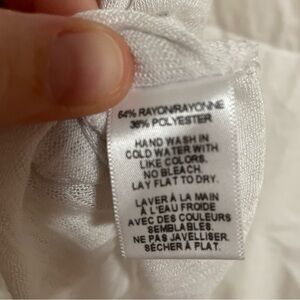 64% RAYON/RAYONNE
36% POLYESTER
HAND WASH IN
COLD WATER WITH
LIKE COLORS.
NO BLEACH.
LAY FLAT TO DRY.
LAVER À LA MAIN
À L'EAU FROIDE
AVEC DES COULEURS
SEMBLABLES.
NE PAS JAVELLISER.
SÉCHER À PLAT.